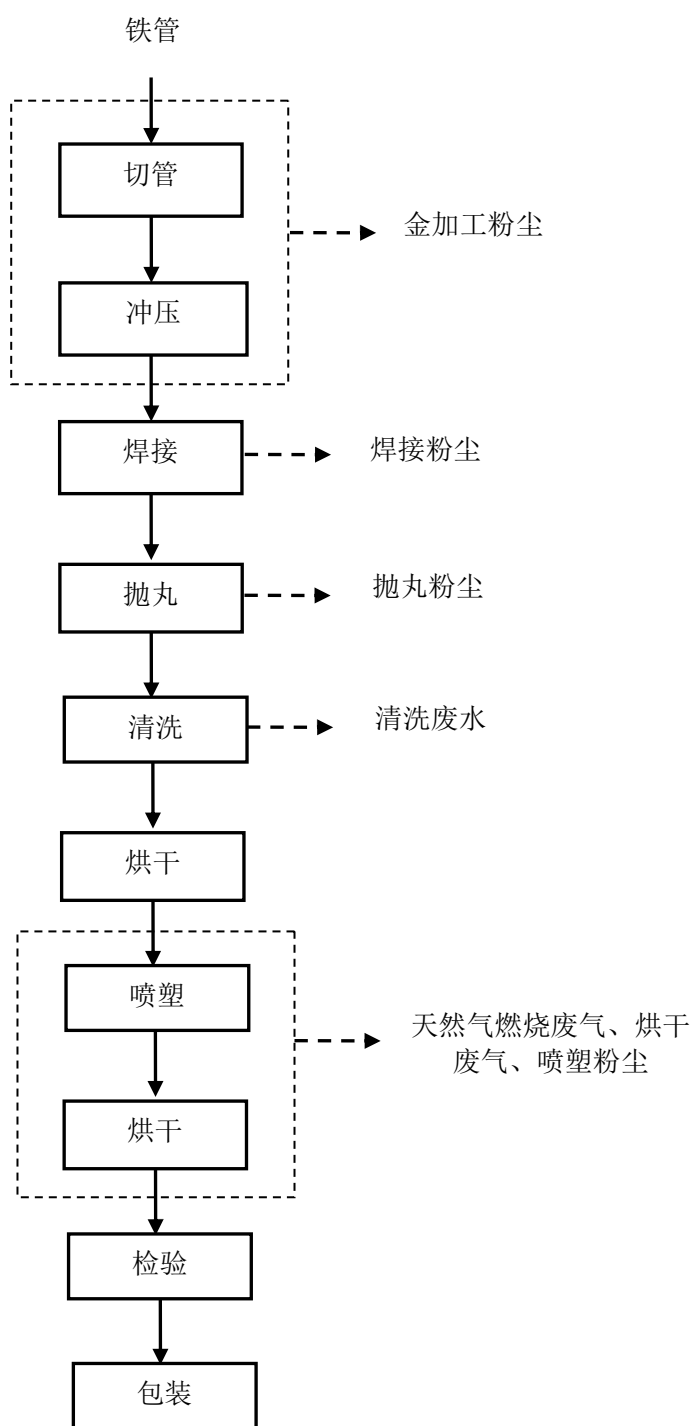 铁管
切管
金加工粉尘
冲压
焊接
焊接粉尘
抛丸
抛丸粉尘
清洗
清洗废水
烘干
喷塑
天然气燃烧废气、烘干
废气、喷塑粉尘
烘干
检验
包装